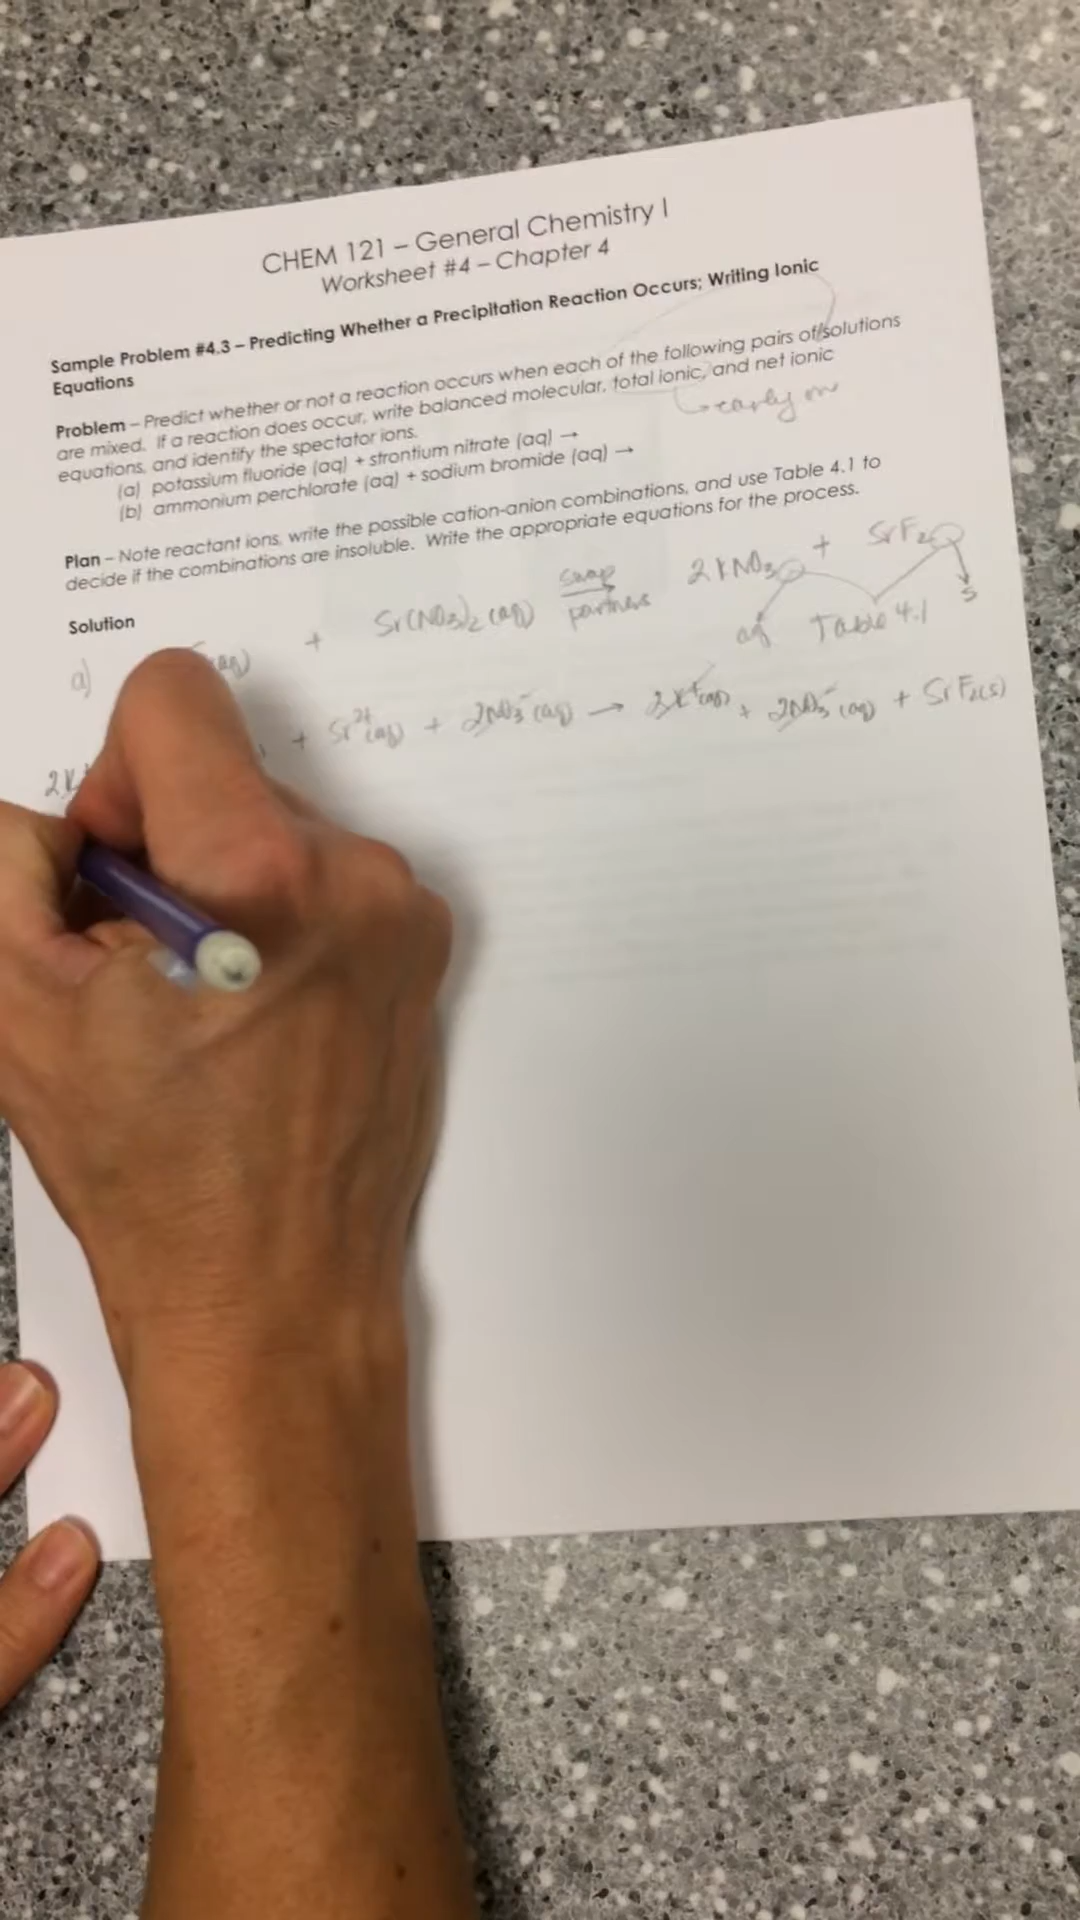 CHEM 121 – General Chemistry I
Worksheet #4 – Chapter 4
Sample Problem #4.3 – Predicting Whether a Precipitation Reaction Occurs; Writing Ionic
Equations
Problem – Predict whether or not a reaction occurs when each of the following pairs of solutions
are mixed. If a reaction does occur, write balanced molecular, total ionic, and net ionic
equations, and identify the spectator ions.
early on
(a) potassium fluoride (aq) + strontium nitrate (aq) →
(b) ammonium perchlorate (aq) + sodium bromide (aq) →
Plan – Note reactant ions, write the possible cation-anion combinations, and use Table 4.1 to
decide if the combinations are insoluble. Write the appropriate equations for the process.
Solution
a) (aq) + Sr(NO3)2 (aq) swap partners → 2KNO3 + SrF2
aq Table 4.1 s
2K + Sr2+ (aq) + 2NO3- (aq) → 2K+ (aq) + 2NO3- (aq) + SrF2(s)